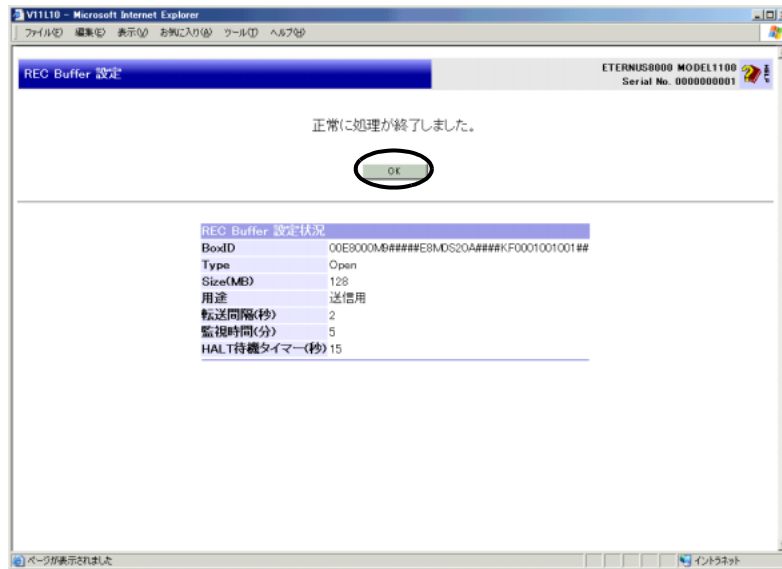 V11L10 - Microsoft Internet Explorer
ファイル(F) 編集(E) 表示(V) お気に入り(A) ツール(T) ヘルプ(H)
REC Buffer 設定
ETERNUS8000 MODEL1100
Serial No. 0000000001
HELP
正常に処理が終了しました。
OK
REC Buffer 設定状況
BoxID 00E8000M9#####E8MDS20A####KF0001001001##
Type Open
Size(MB) 128
用途 送信用
転送間隔(秒) 2
監視時間(分) 5
HALT待機タイマー(秒) 15
ページが表示されました
イントラネット